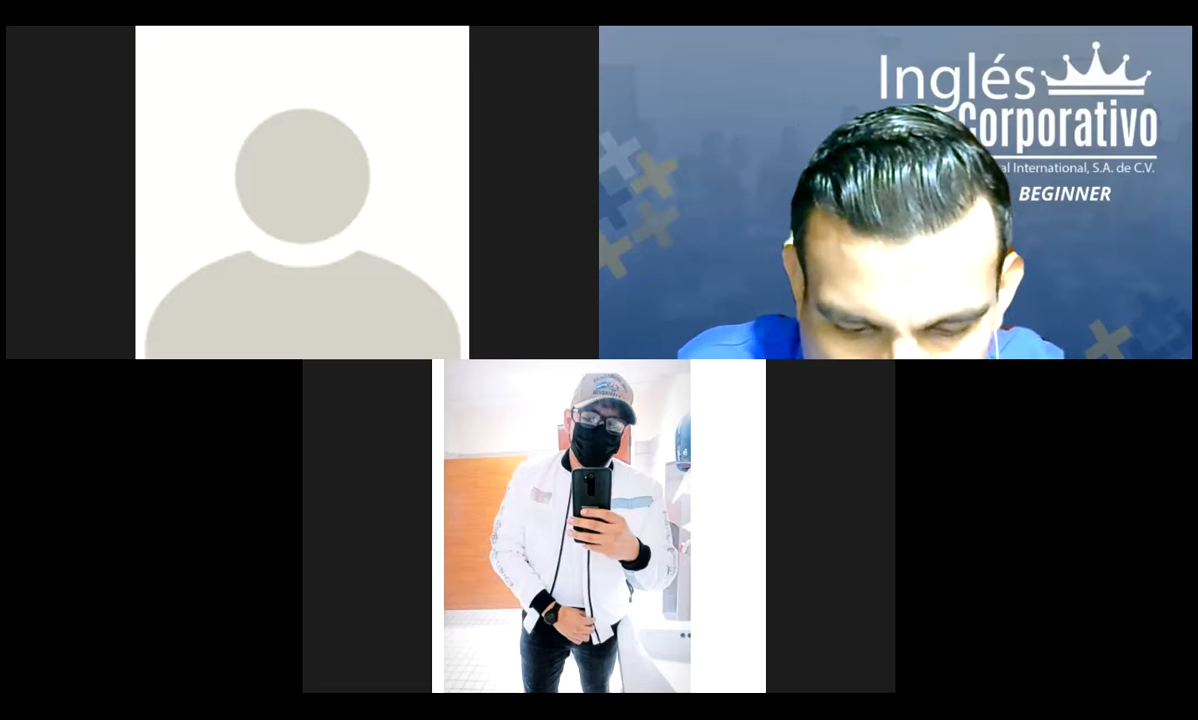 Inglés
Corporativo
al International, S.A. de C.V.
BEGINNER